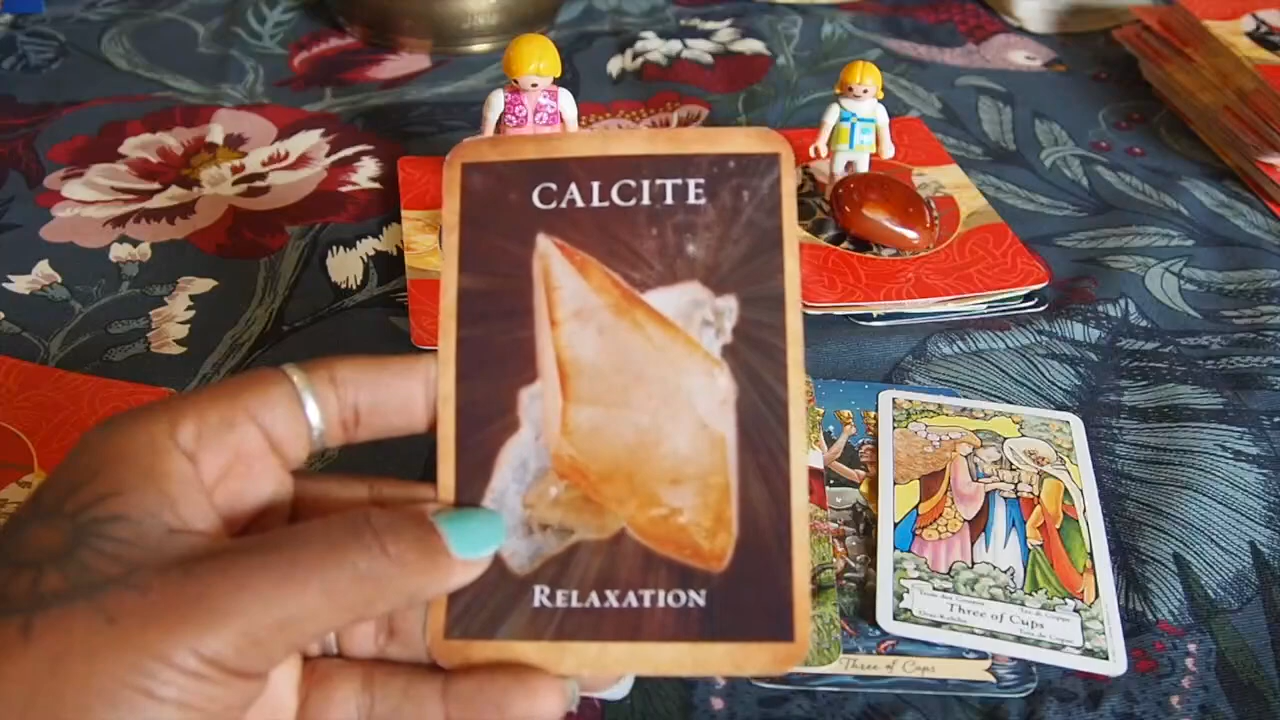 CALCITE
RELAXATION
Three of Cups
Three of Cups